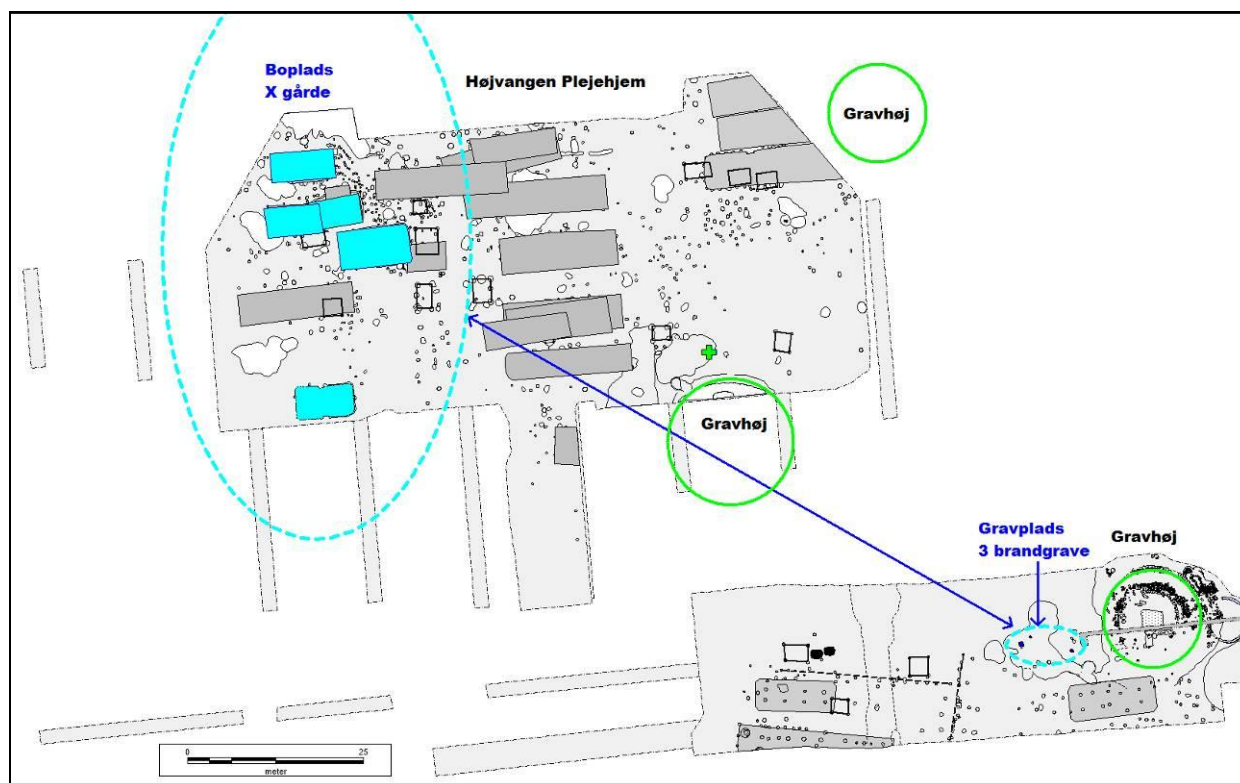 Boplads
X gårde
Højvangen Plejehjem
Gravhøj
Gravhøj
Gravplads
3 brandgrave
Gravhøj
0 25
meter